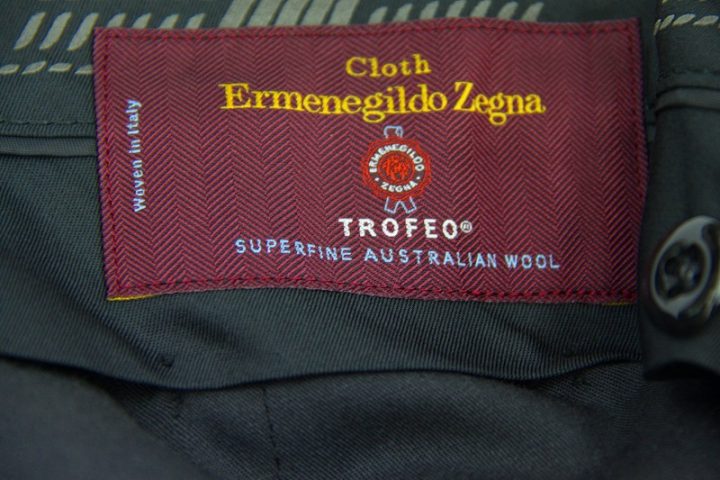 Cloth
Ermenegildo Zegna
Woven in Italy
ERMENEGILDO
ZEGNA
TROFEO®
SUPERFINE AUSTRALIAN WOOL